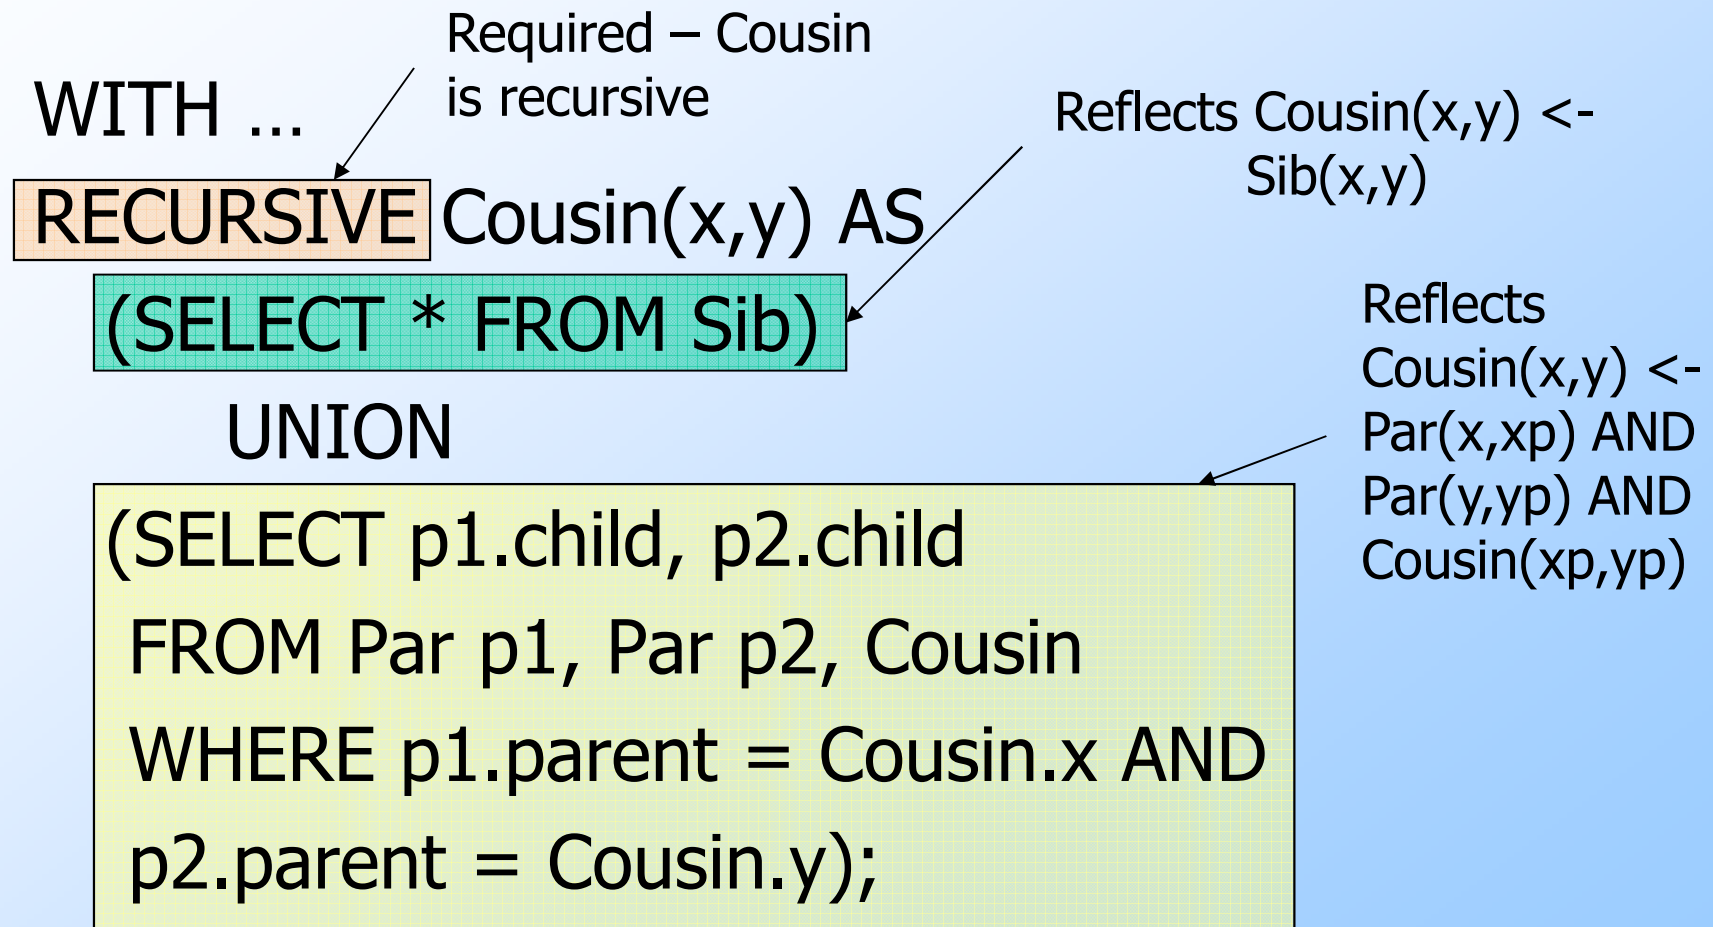 Required – Cousin
is recursive
WITH …
RECURSIVE Cousin(x,y) AS
(SELECT * FROM Sib)
UNION
(SELECT p1.child, p2.child
FROM Par p1, Par p2, Cousin
WHERE p1.parent = Cousin.x AND
p2.parent = Cousin.y);
Reflects Cousin(x,y) <-
Sib(x,y)
Reflects
Cousin(x,y) <-
Par(x,xp) AND
Par(y,yp) AND
Cousin(xp,yp)